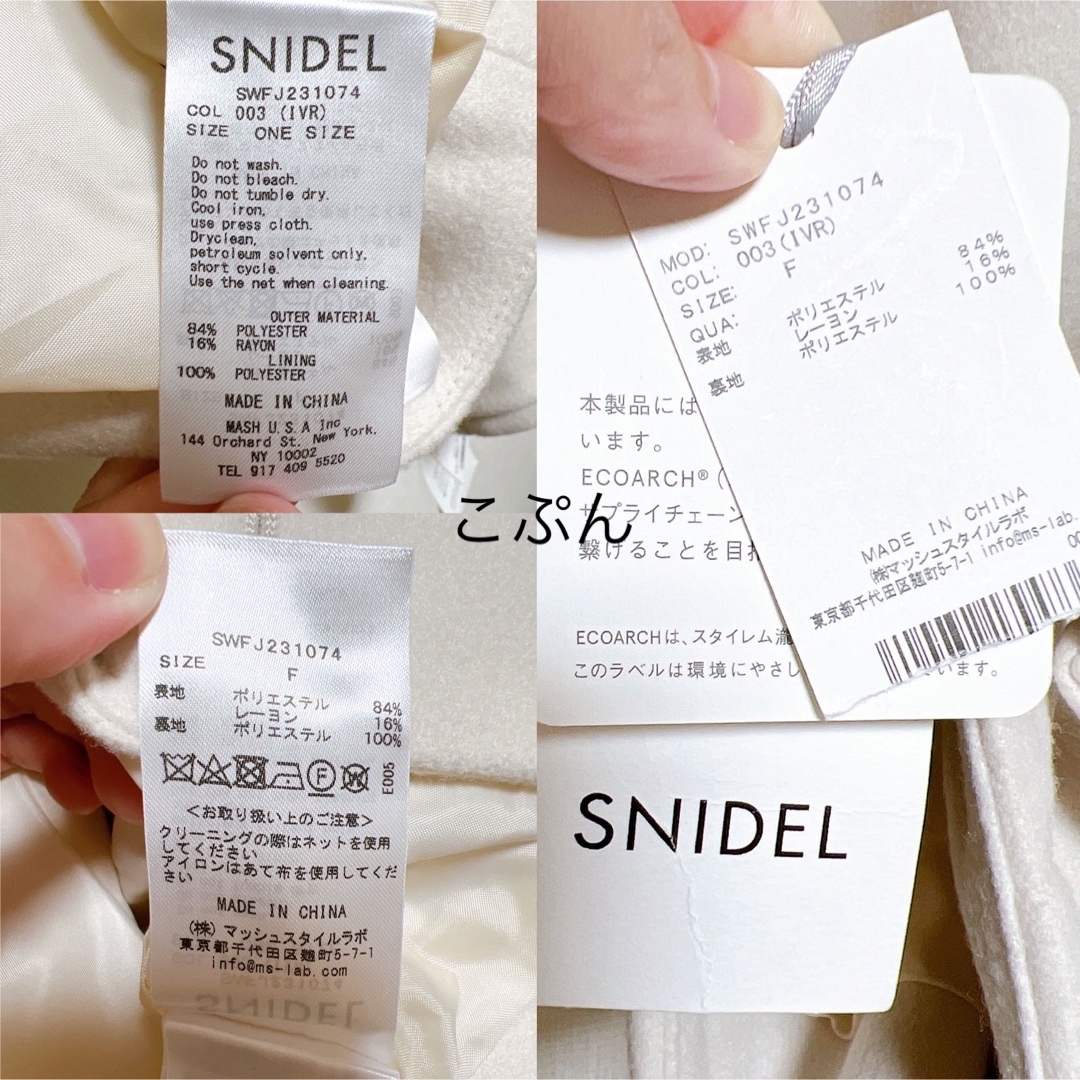 SNIDEL
SWFJ231074
COL 003 (IVR)
SIZE ONE SIZE
Do not wash.
Do not bleach.
Do not tumble dry.
Cool iron,
use press cloth.
Dryclean,
petroleum solvent only,
short cycle.
Use the net when cleaning.
OUTER MATERIAL
84% POLYESTER
16% RAYON
LINING
100% POLYESTER
MADE IN CHINA
MASH U.S.A Inc
144 Orchard St. New York.
NY 10002
TEL 917 409 5520
MOD: SWFJ231074
COL: 003(IVR)
SIZE: F
QUA:
表地 ポリエステル 84%
レーヨン 16%
裏地 ポリエステル 100%
MADE IN CHINA
(株)マッシュスタイルラボ
東京都千代田区麹町5-7-1 info@ms-lab.
本製品には
います。
ECOARCH®(
サプライチェーン
繋げることを目指
ECOARCHは、スタイレム瀧
このラベルは環境にやさし
います。
こぷん
SWFJ231074
SIZE F
表地 ポリエステル 84%
レーヨン 16%
裏地 ポリエステル 100%
F
W
E005
<お取り扱い上のご注意>
クリーニングの際はネットを使用
してください
アイロンはあて布を使用してくだ
さい
MADE IN CHINA
(株)マッシュスタイルラボ
東京都千代田区麹町5-7-1
info@ms-lab.com
SNIDEL